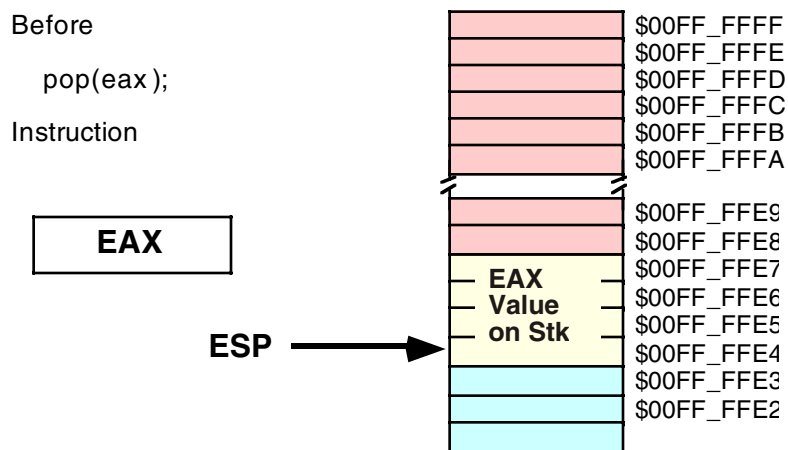 Before
pop(eax );
Instruction
EAX
ESP
$00FF_FFFF
$00FF_FFFE
$00FF_FFFD
$00FF_FFFC
$00FF_FFFB
$00FF_FFFA
$00FF_FFE9
$00FF_FFE8
$00FF_FFE7
$00FF_FFE6
$00FF_FFE5
$00FF_FFE4
$00FF_FFE3
$00FF_FFE2
EAX
Value
on Stk